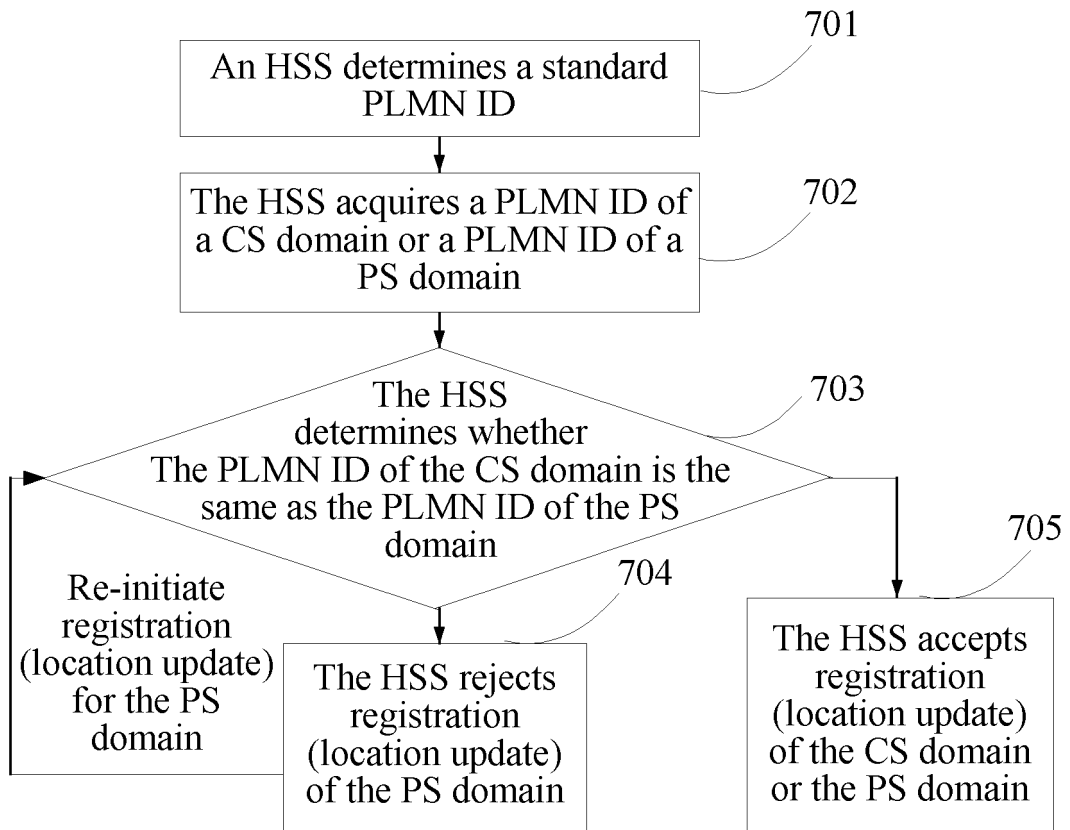 701
An HSS determines a standard
PLMN ID
702
The HSS acquires a PLMN ID of
a CS domain or a PLMN ID of a
PS domain
703
The HSS
determines whether
The PLMN ID of the CS domain is the
same as the PLMN ID of the PS
domain
704
705
Re-initiate
registration
(location update)
for the PS
domain
The HSS rejects
registration
(location update)
of the PS domain
The HSS accepts
registration
(location update)
of the CS domain
or the PS domain